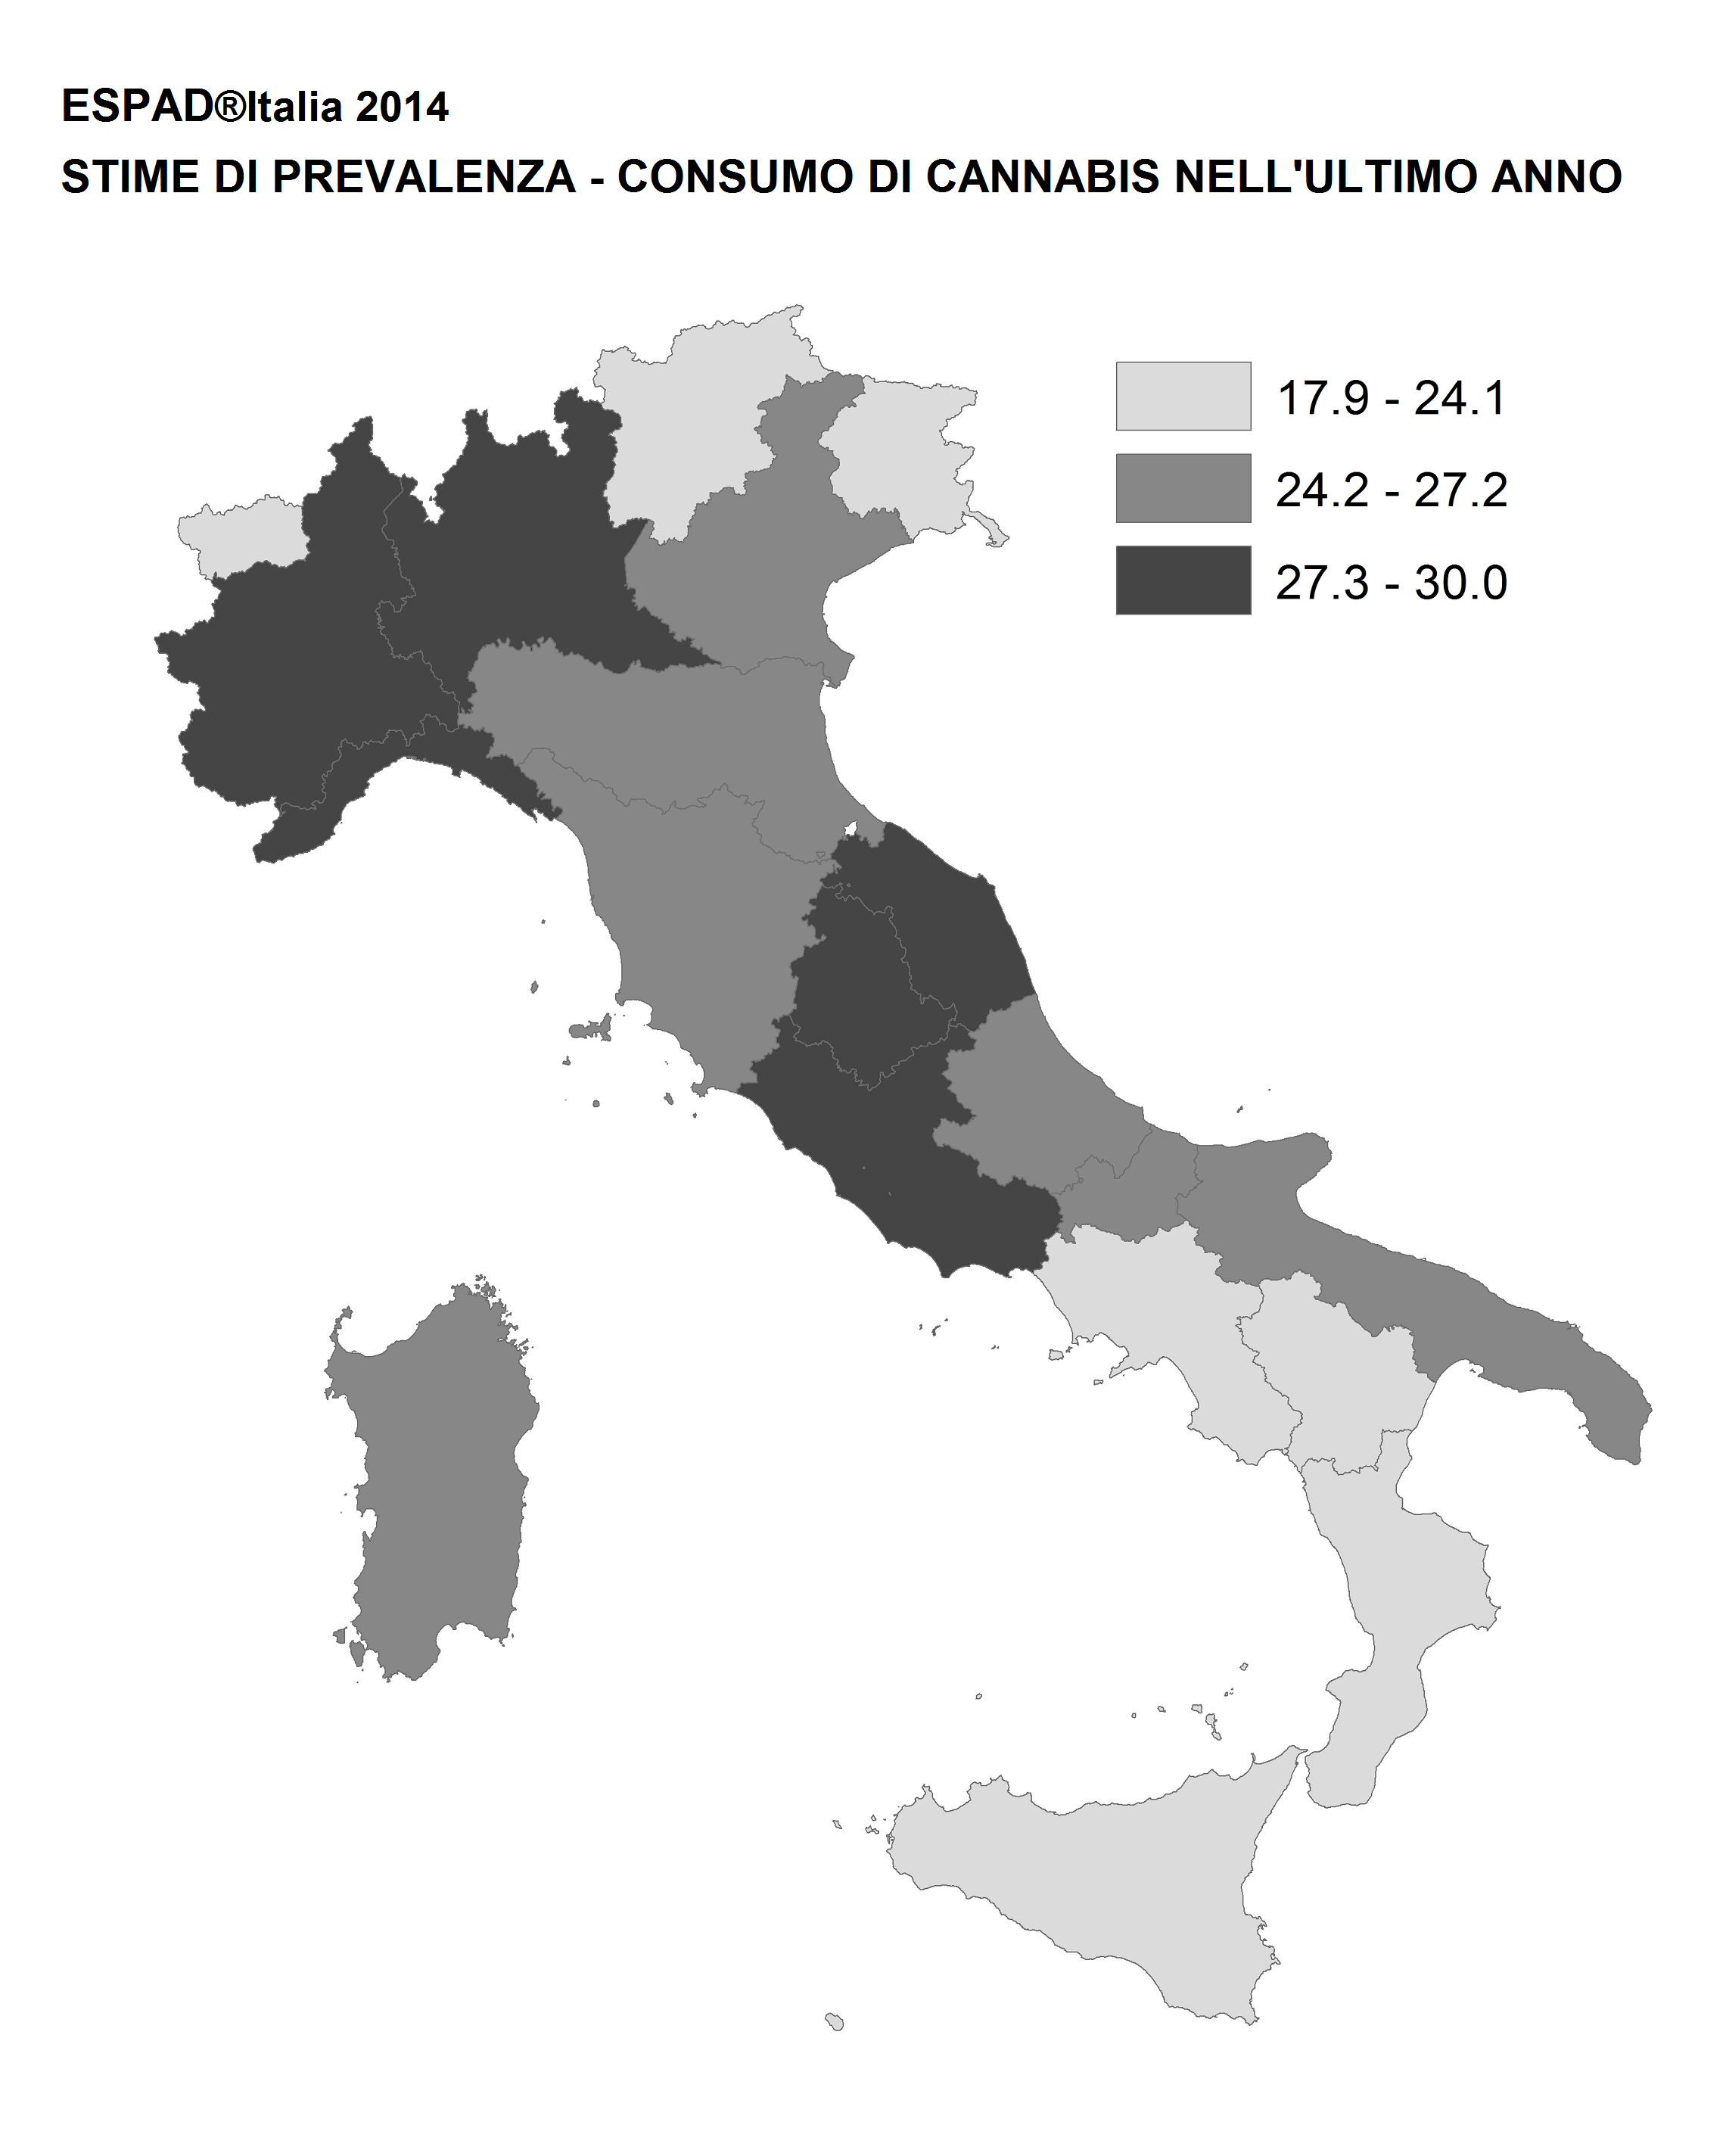 ESPAD®Italia 2014
STIME DI PREVALENZA - CONSUMO DI CANNABIS NELL'ULTIMO ANNO
17.9 - 24.1
24.2 - 27.2
27.3 - 30.0